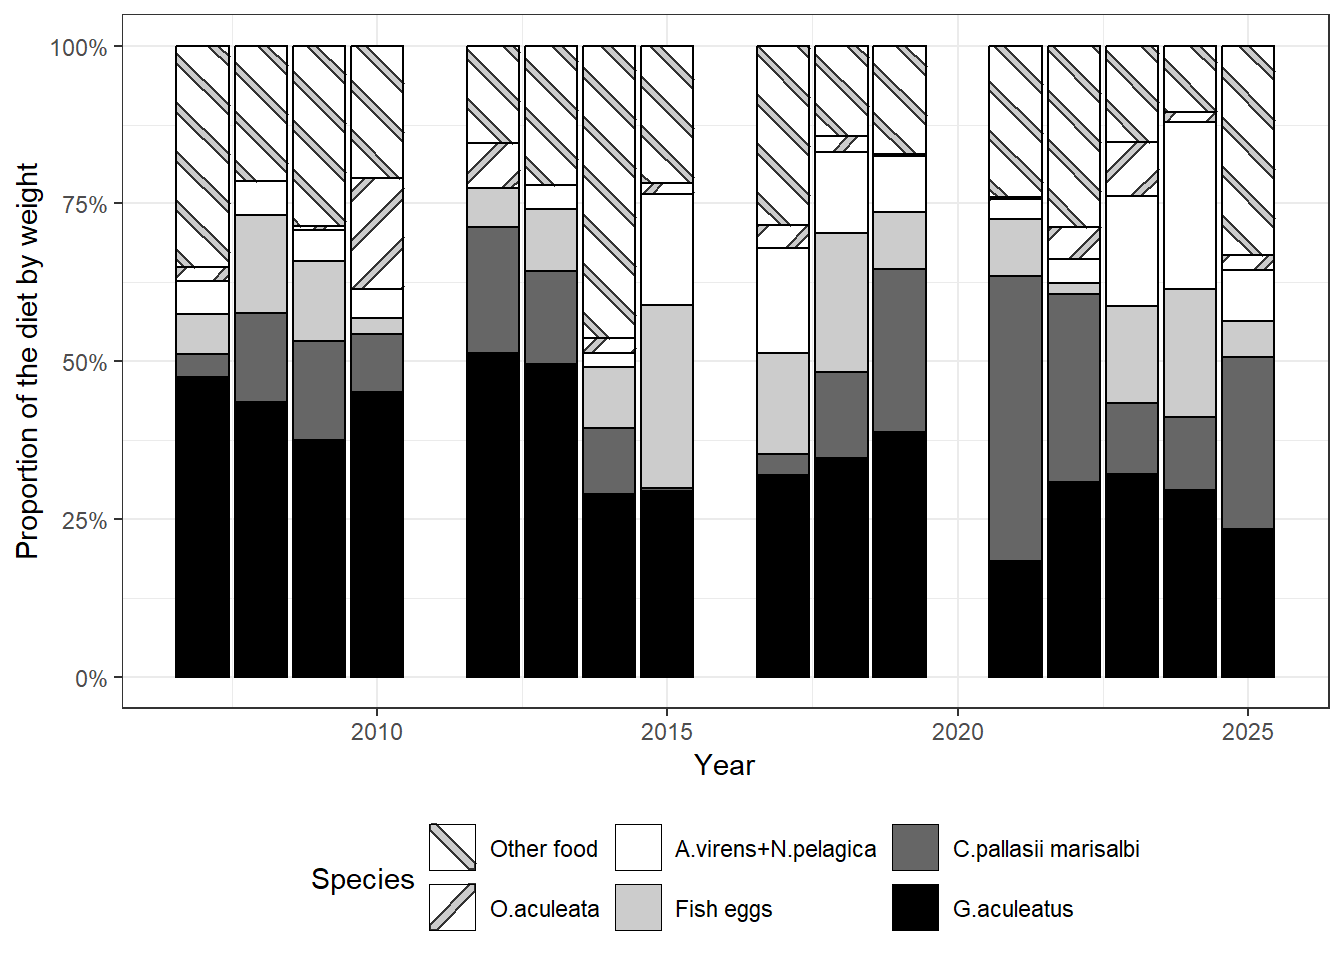 Proportion of the diet by weight
100%
75%
50%
25%
0%
2010 2015 2020 2025
Year
Species
Other food A.virens+N.pelagica C.pallasii marisalbi
O.aculeata Fish eggs G.aculeatus